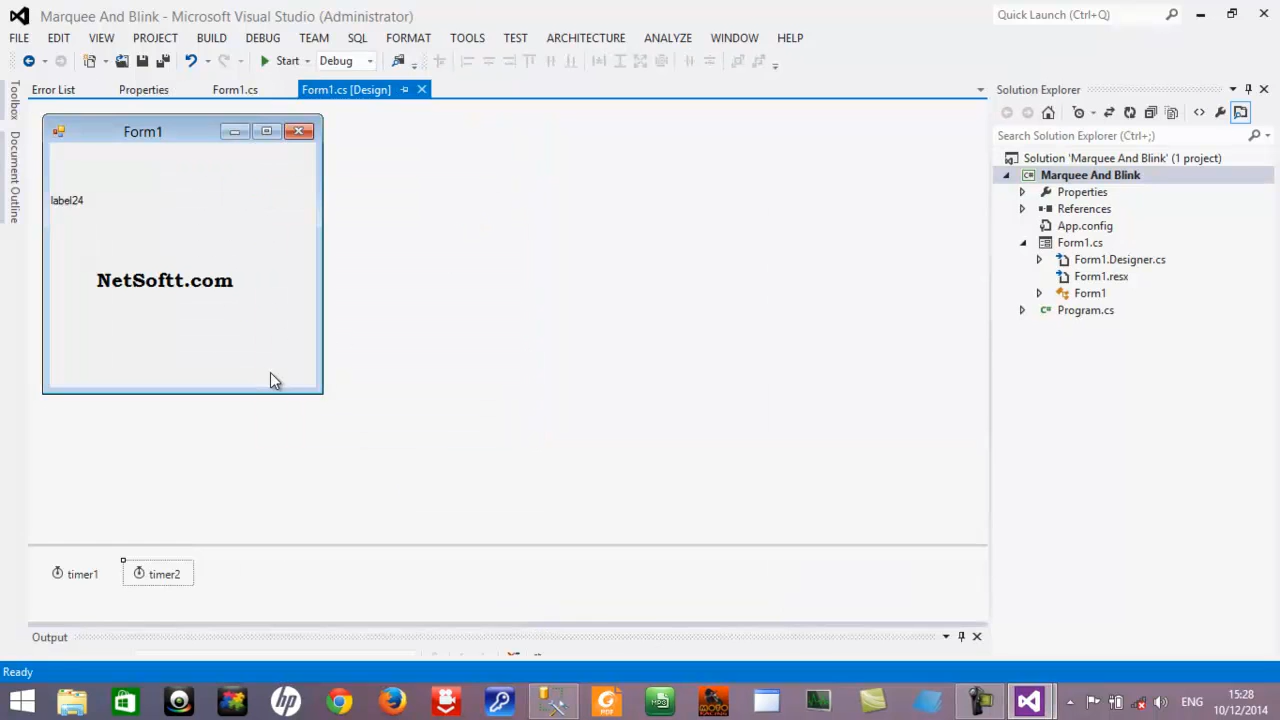 Marquee And Blink - Microsoft Visual Studio (Administrator)
Quick Launch (Ctrl+Q)
FILE EDIT VIEW PROJECT BUILD DEBUG TEAM SQL FORMAT TOOLS TEST ARCHITECTURE ANALYZE WINDOW HELP
Start Debug
Toolbox
Document Outline
Error List Properties Form1.cs Form1.cs [Design]
Form1
label24
NetSoftt.com
timer1 timer2
Output
Solution Explorer
Search Solution Explorer (Ctrl+;)
Solution 'Marquee And Blink' (1 project)
C# Marquee And Blink
Properties
References
App.config
Form1.cs
Form1.Designer.cs
Form1.resx
Form1
C# Program.cs
Ready
hp
PDF
ENG
15:28
10/12/2014